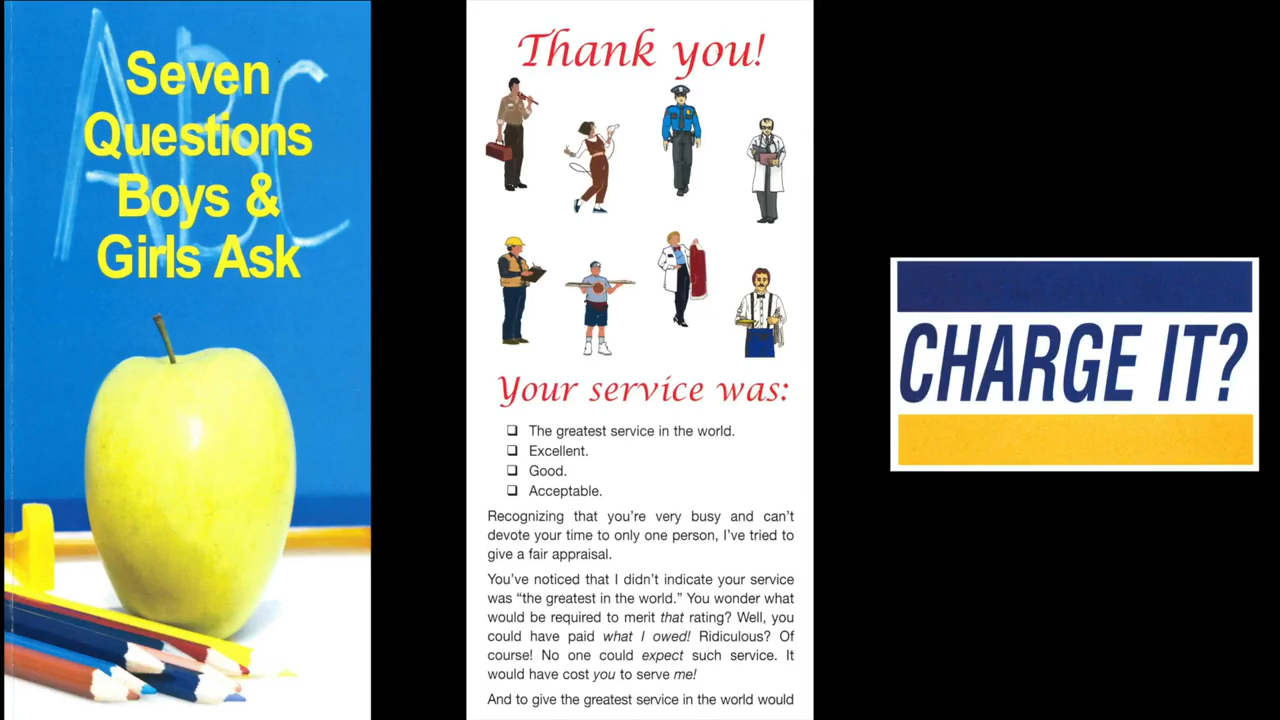 ABC
Seven
Questions
Boys &
Girls Ask
Thank you!
Your service was:
❑ The greatest service in the world.
❑ Excellent.
❑ Good.
❑ Acceptable.
Recognizing that you’re very busy and can’t
devote your time to only one person, I’ve tried to
give a fair appraisal.
You’ve noticed that I didn’t indicate your service
was “the greatest in the world.” You wonder what
would be required to merit that rating? Well, you
could have paid what I owed! Ridiculous? Of
course! No one could expect such service. It
would have cost you to serve me!
And to give the greatest service in the world would
CHARGE IT?